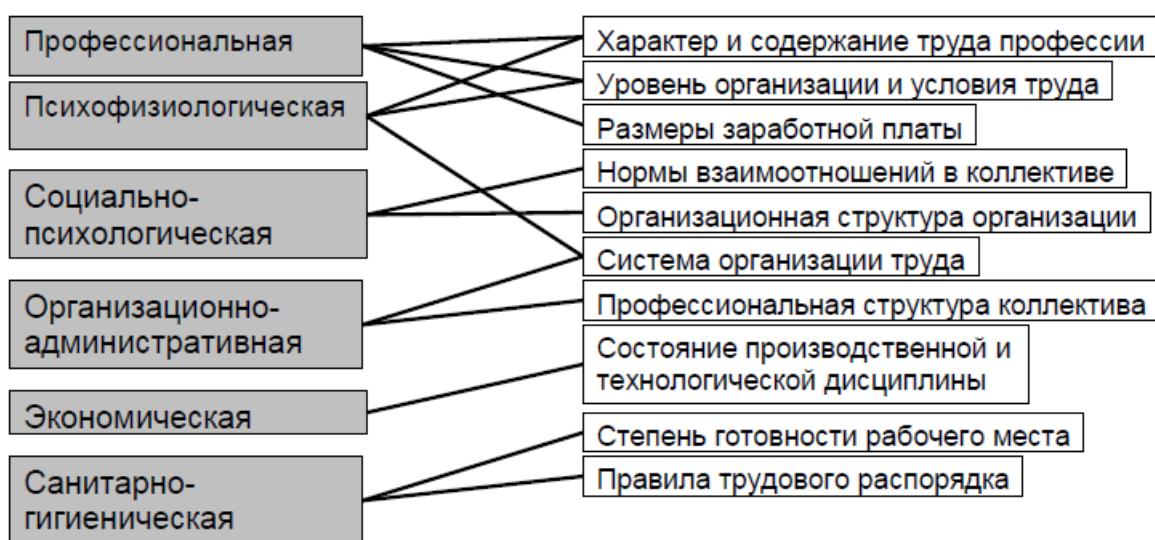 Профессиональная
Психофизиологическая
Социально-
психологическая
Организационно-
административная
Экономическая
Санитарно-
гигиеническая
Характер и содержание труда профессии
Уровень организации и условия труда
Размеры заработной платы
Нормы взаимоотношений в коллективе
Организационная структура организации
Система организации труда
Профессиональная структура коллектива
Состояние производственной и
технологической дисциплины
Степень готовности рабочего места
Правила трудового распорядка